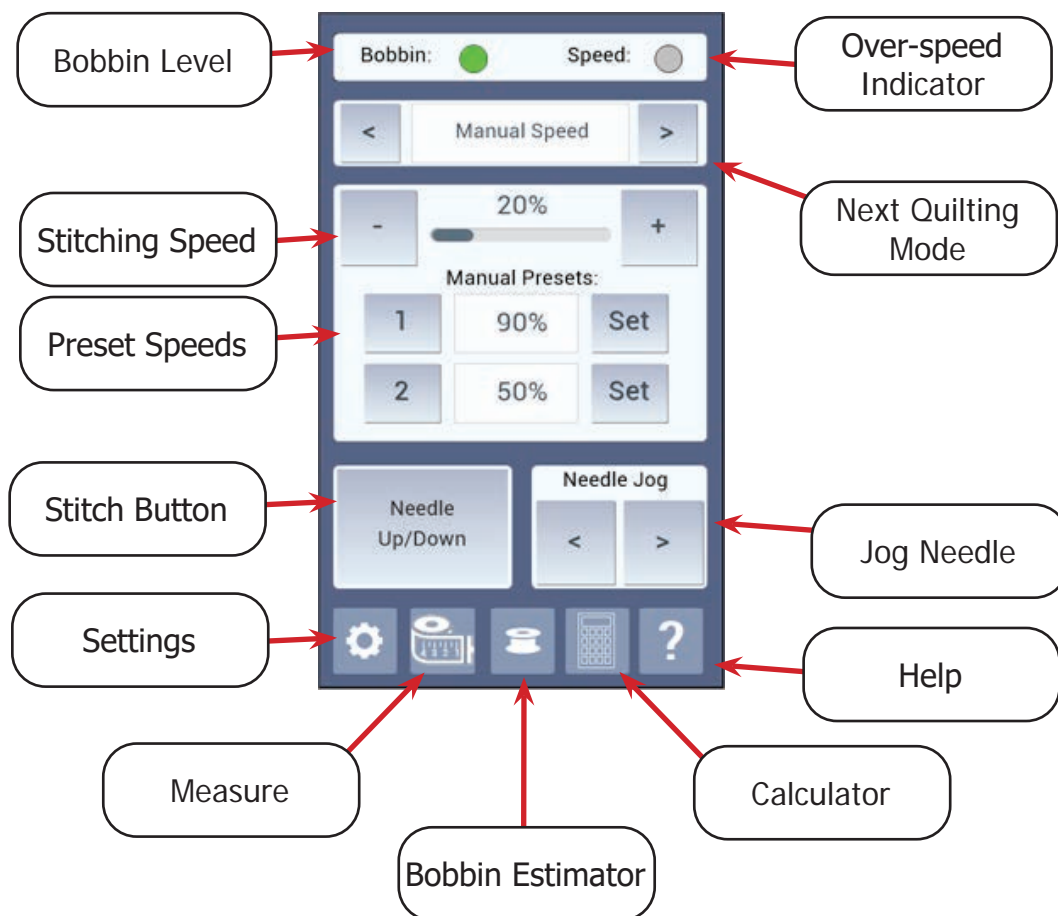 Bobbin Level
Bobbin:
Speed:
Over-speed
Indicator
<
Manual Speed
>
Next Quilting
Mode
Stitching Speed
-
20%
+
Preset Speeds
Manual Presets:
1
90%
Set
2
50%
Set
Stitch Button
Needle
Up/Down
Needle Jog
<
>
Jog Needle
Settings
?
Help
Measure
Calculator
Bobbin Estimator